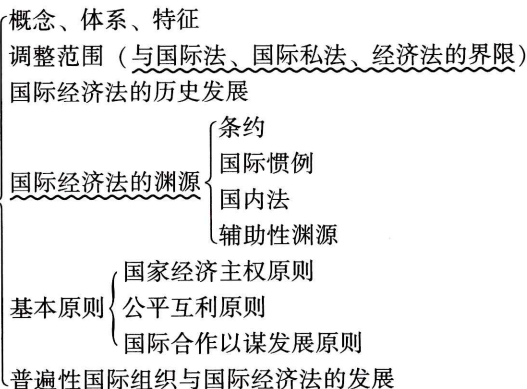 概念、体系、特征
调整范围（与国际法、国际私法、经济法的界限）
国际经济法的历史发展
国际经济法的渊源
条约
国际惯例
国内法
辅助性渊源
基本原则
国家经济主权原则
公平互利原则
国际合作以谋发展原则
普遍性国际组织与国际经济法的发展